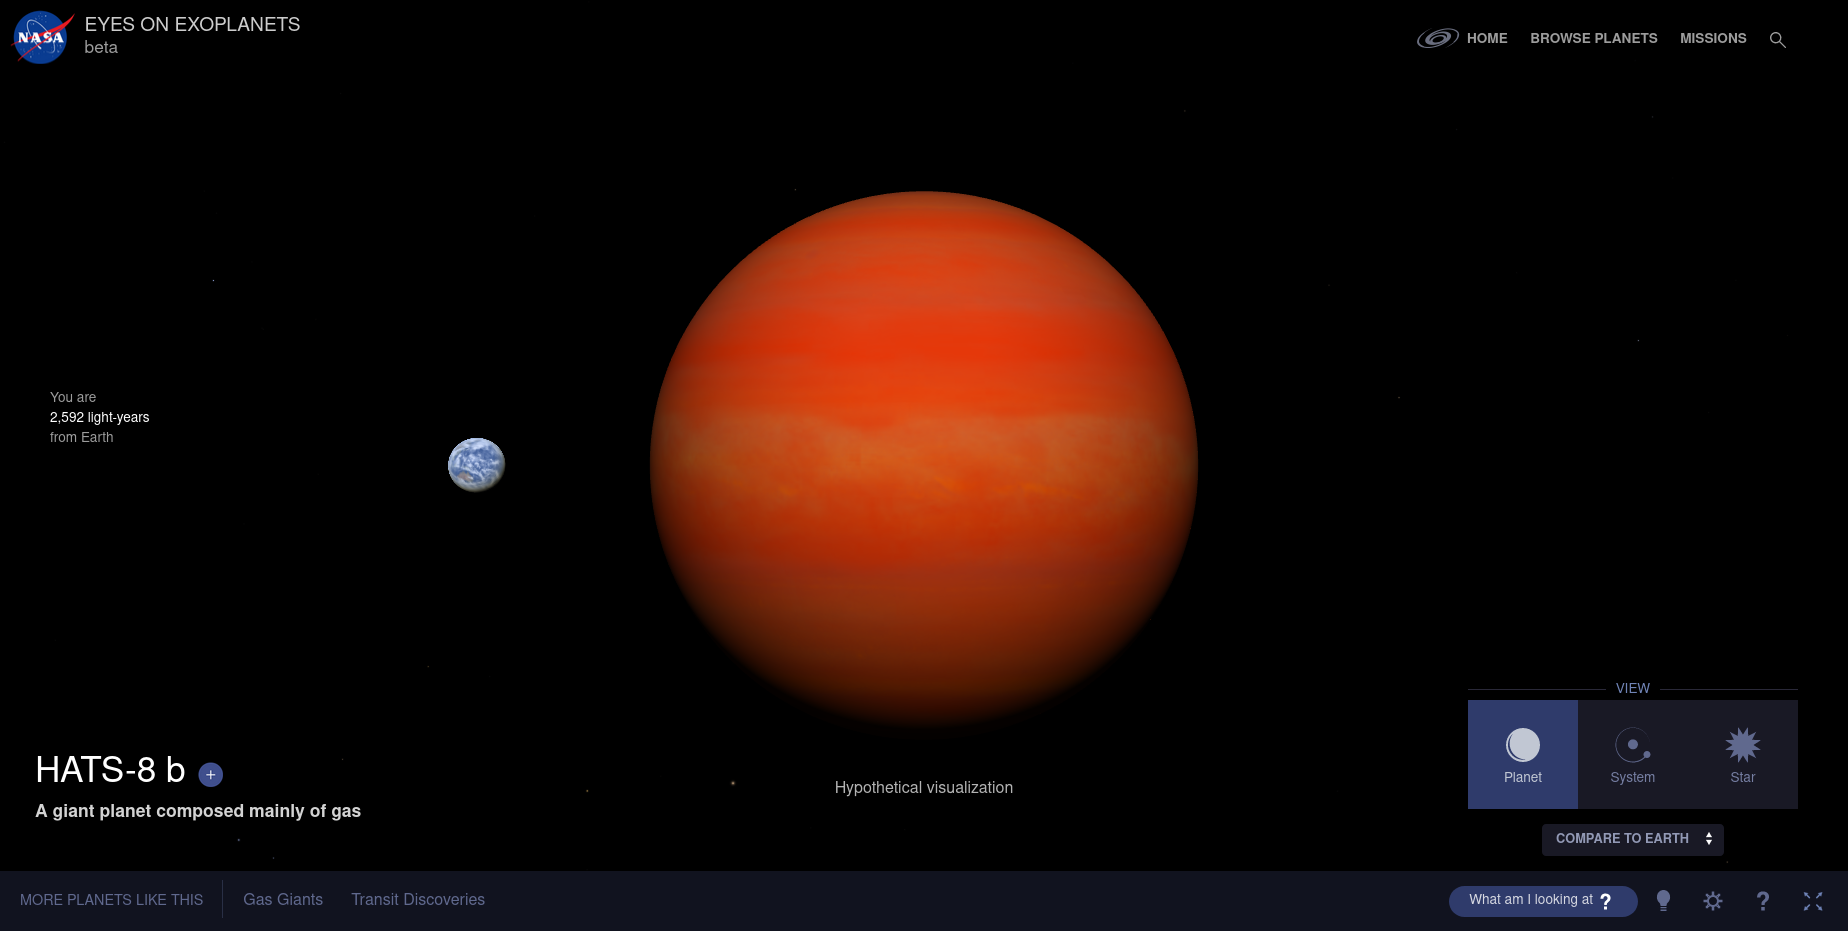 NASA
EYES ON EXOPLANETS
beta
HOME
BROWSE PLANETS
MISSIONS
You are
2,592 light-years
from Earth
HATS-8 b +
A giant planet composed mainly of gas
Hypothetical visualization
VIEW
Planet
System
Star
COMPARE TO EARTH
MORE PLANETS LIKE THIS
Gas Giants
Transit Discoveries
What am I looking at ?
?